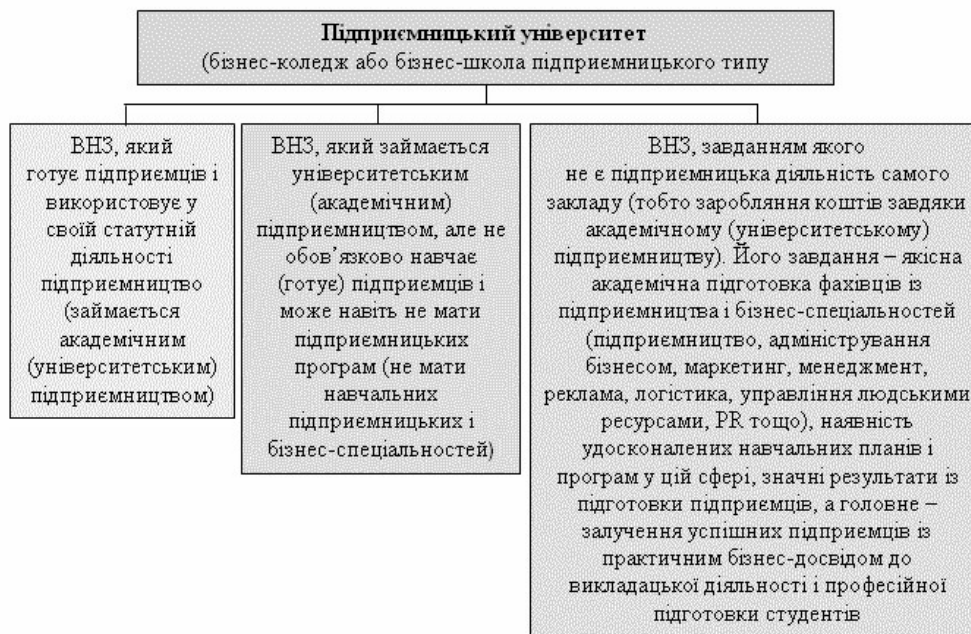 Підприємницький університет
(бізнес-коледж або бізнес-школа підприємницького типу
ВНЗ, який
готує підприємців і
використовує у
своїй статутній
діяльності
підприємництво
(займається
академічним
(університетським)
підприємництвом)
ВНЗ, який займається
університетським
(академічним)
підприємництвом, але не
обов’язково навчає
(готує) підприємців і
може навіть не мати
підприємницьких
програм (не мати
навчальних
підприємницьких і
бізнес-спеціальностей)
ВНЗ, завданням якого
не є підприємницька діяльність самого
закладу (тобто заробляння коштів завдяки
академічному (університетському)
підприємництву). Його завдання – якісна
академічна підготовка фахівців із
підприємництва і бізнес-спеціальностей
(підприємництво, адміністрування
бізнесом, маркетинг, менеджмент,
реклама, логістика, управління людськими
ресурсами, PR тощо), наявність
удосконалених навчальних планів і
програм у цій сфері, значні результати із
підготовки підприємців, а головне –
залучення успішних підприємців із
практичним бізнес-досвідом до
викладацької діяльності і професійної
підготовки студентів